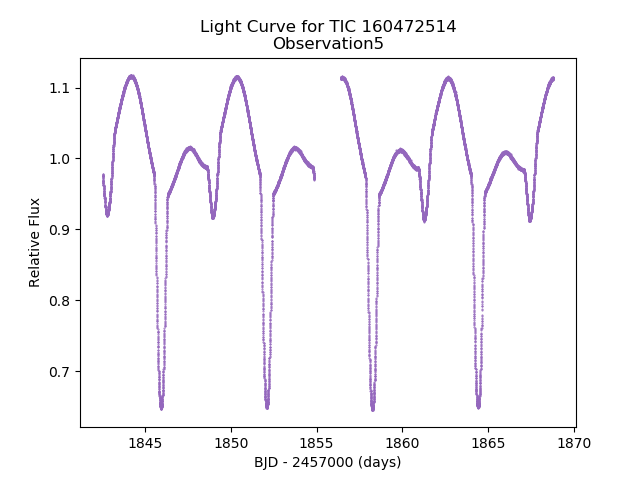 Light Curve for TIC 160472514
Observation5
1.1
1.0
0.9
0.8
0.7
Relative Flux
1845
1850
1855
1860
1865
1870
BJD - 2457000 (days)